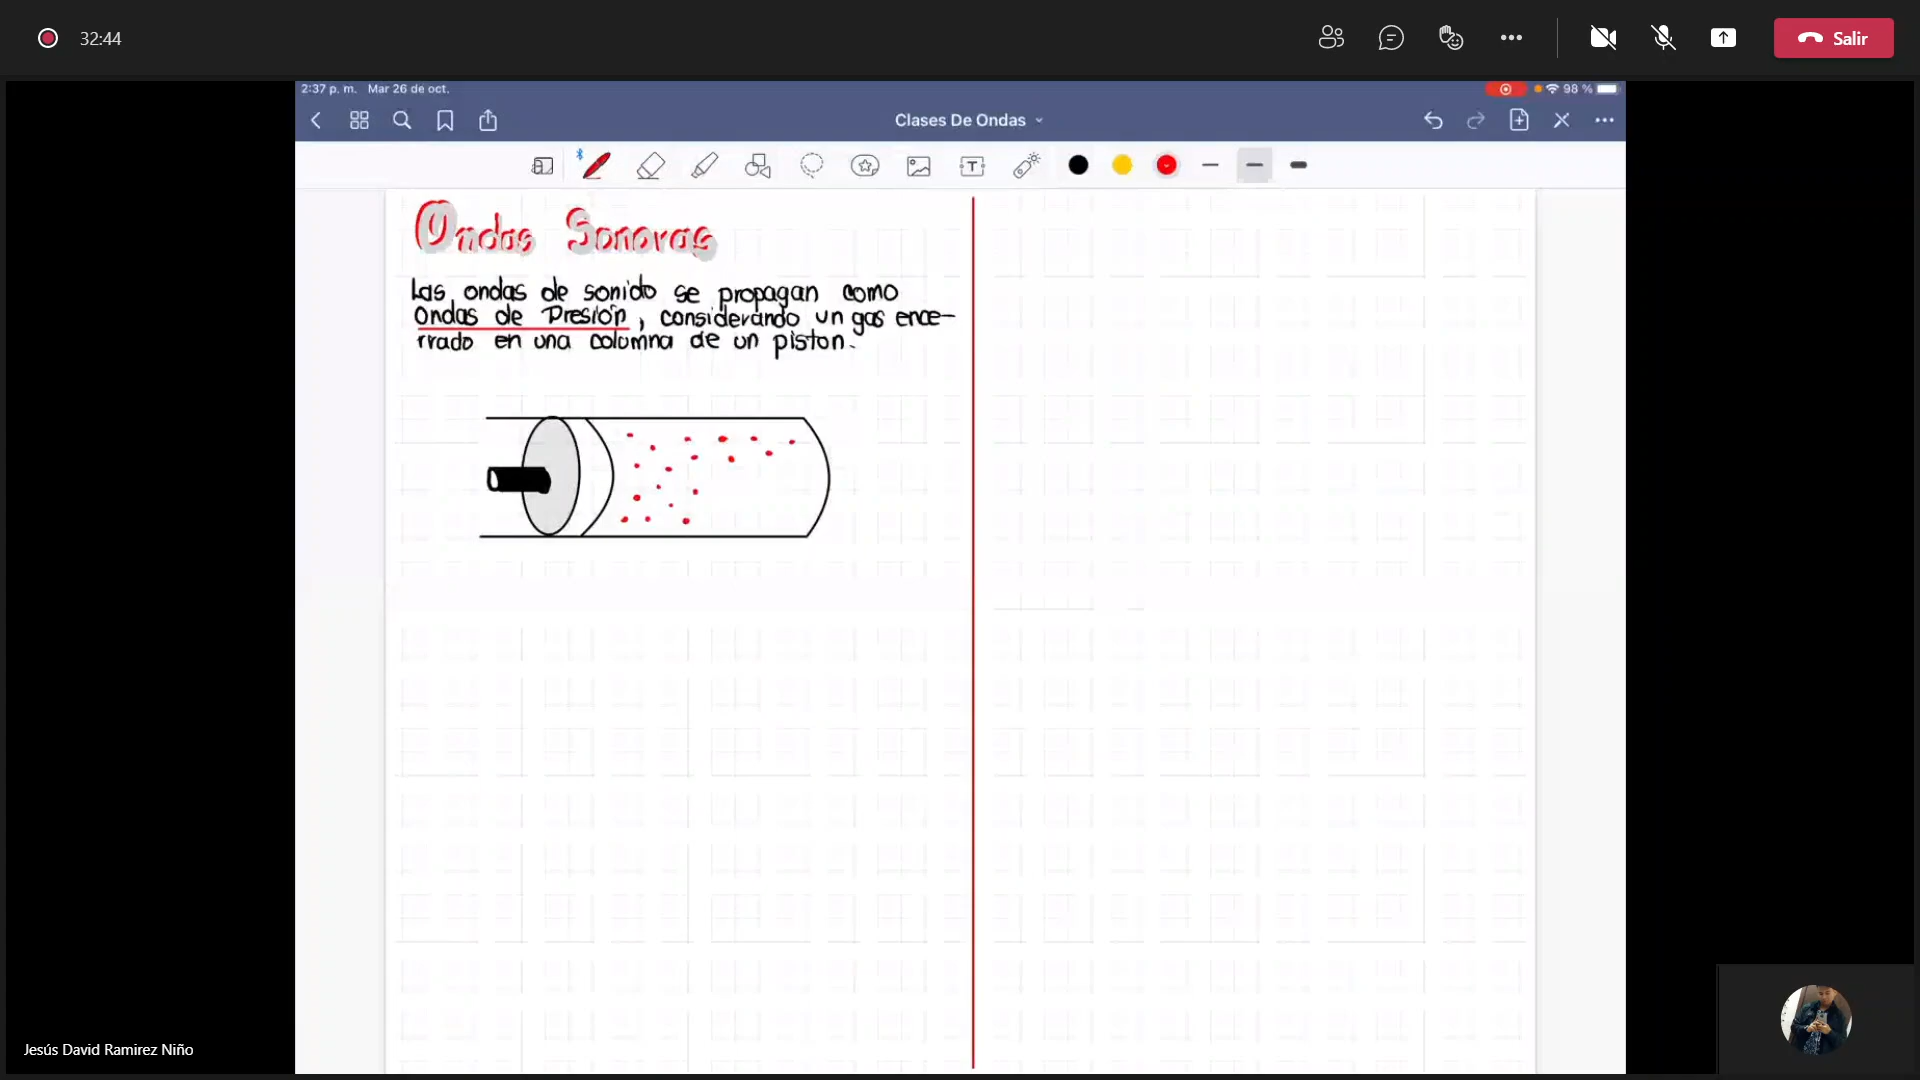 32:44
Salir
2:37 p. m. Mar 26 de oct.
98 %
Clases De Ondas
T
Ondas Sonoras
Las ondas de sonido se propagan como
Ondas de Presión, considerando un gas ence-
rrado en una columna de un piston.
Jesús David Ramirez Niño